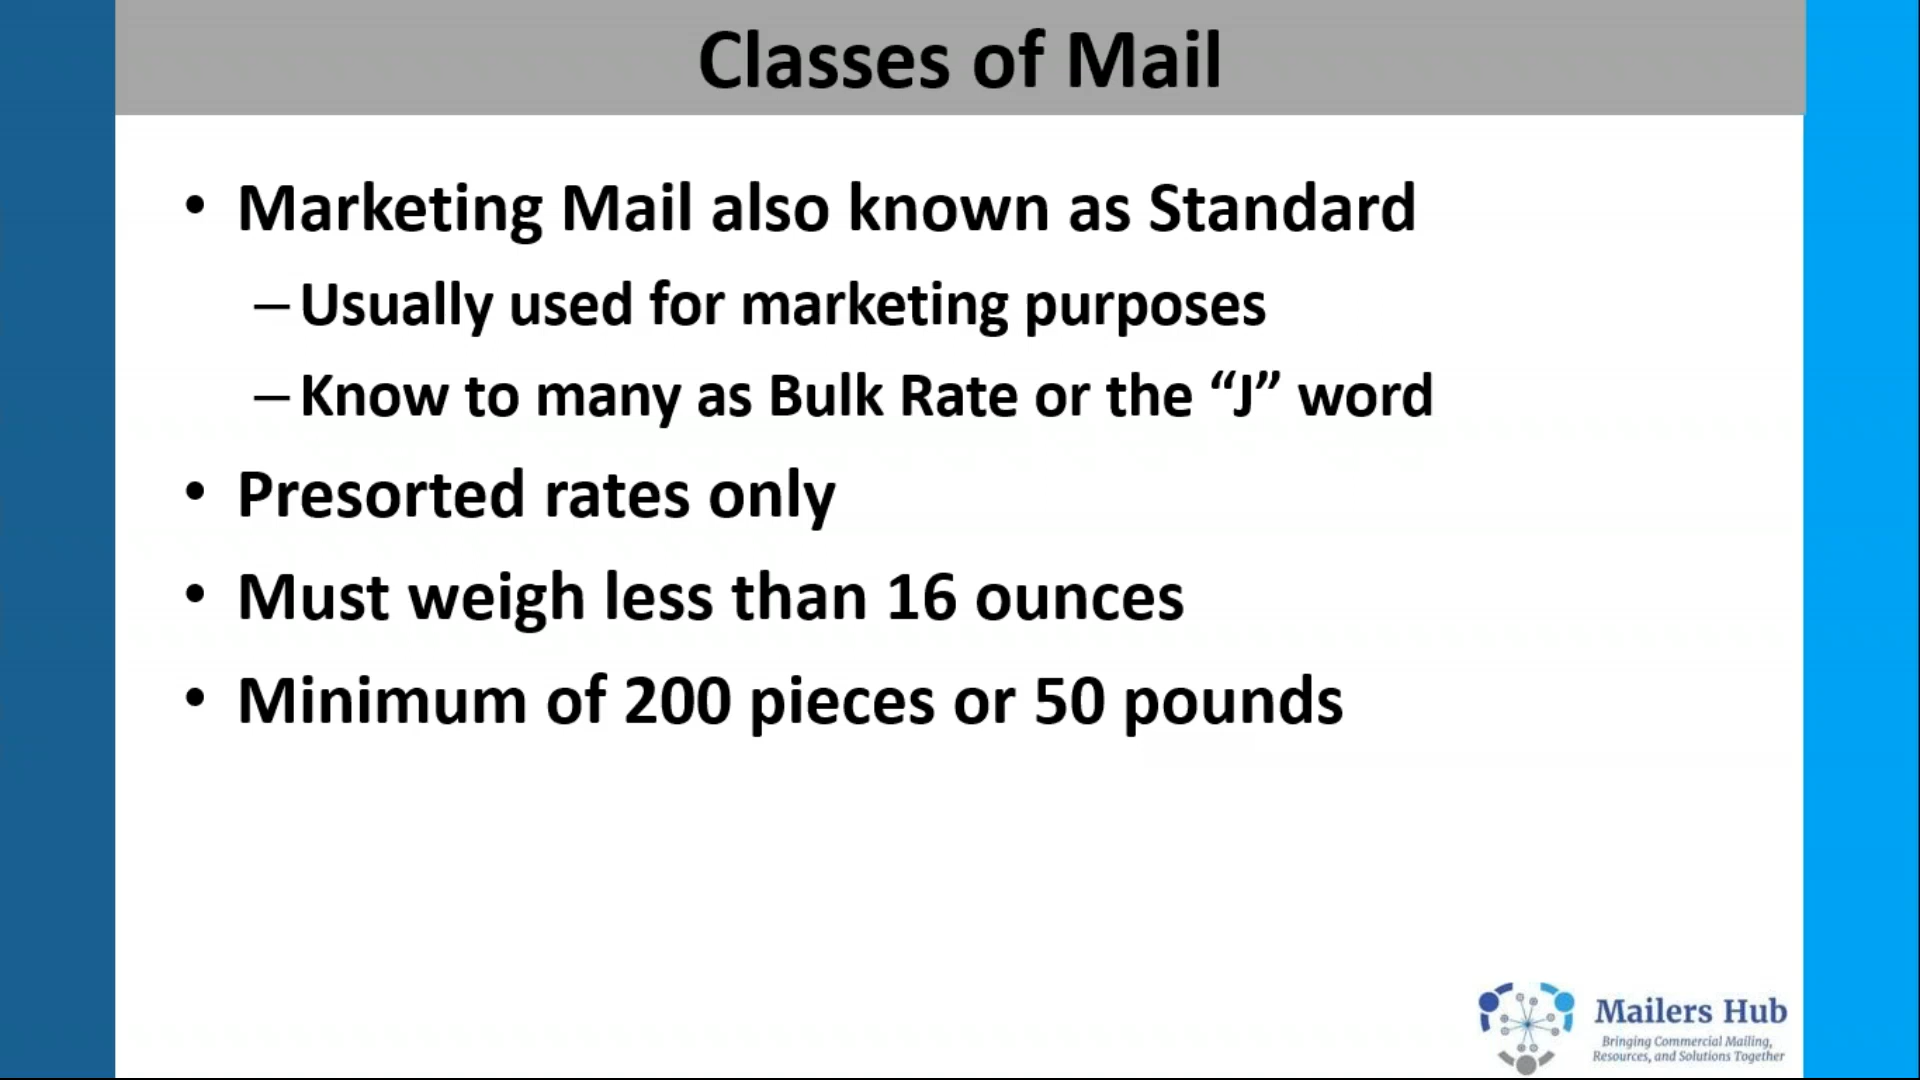 Classes of Mail
• Marketing Mail also known as Standard
– Usually used for marketing purposes
– Know to many as Bulk Rate or the “J” word
• Presorted rates only
• Must weigh less than 16 ounces
• Minimum of 200 pieces or 50 pounds
Mailers Hub
Bringing Commercial Mailing,
Resources, and Solutions Together